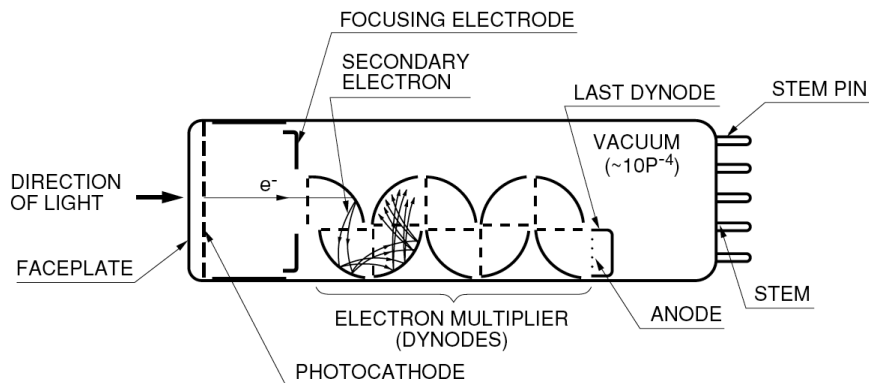 FOCUSING ELECTRODE
SECONDARY
ELECTRON
LAST DYNODE
STEM PIN
VACUUM
(~10P⁻⁴)
DIRECTION
OF LIGHT
e⁻
FACEPLATE
STEM
ANODE
ELECTRON MULTIPLIER
(DYNODES)
PHOTOCATHODE